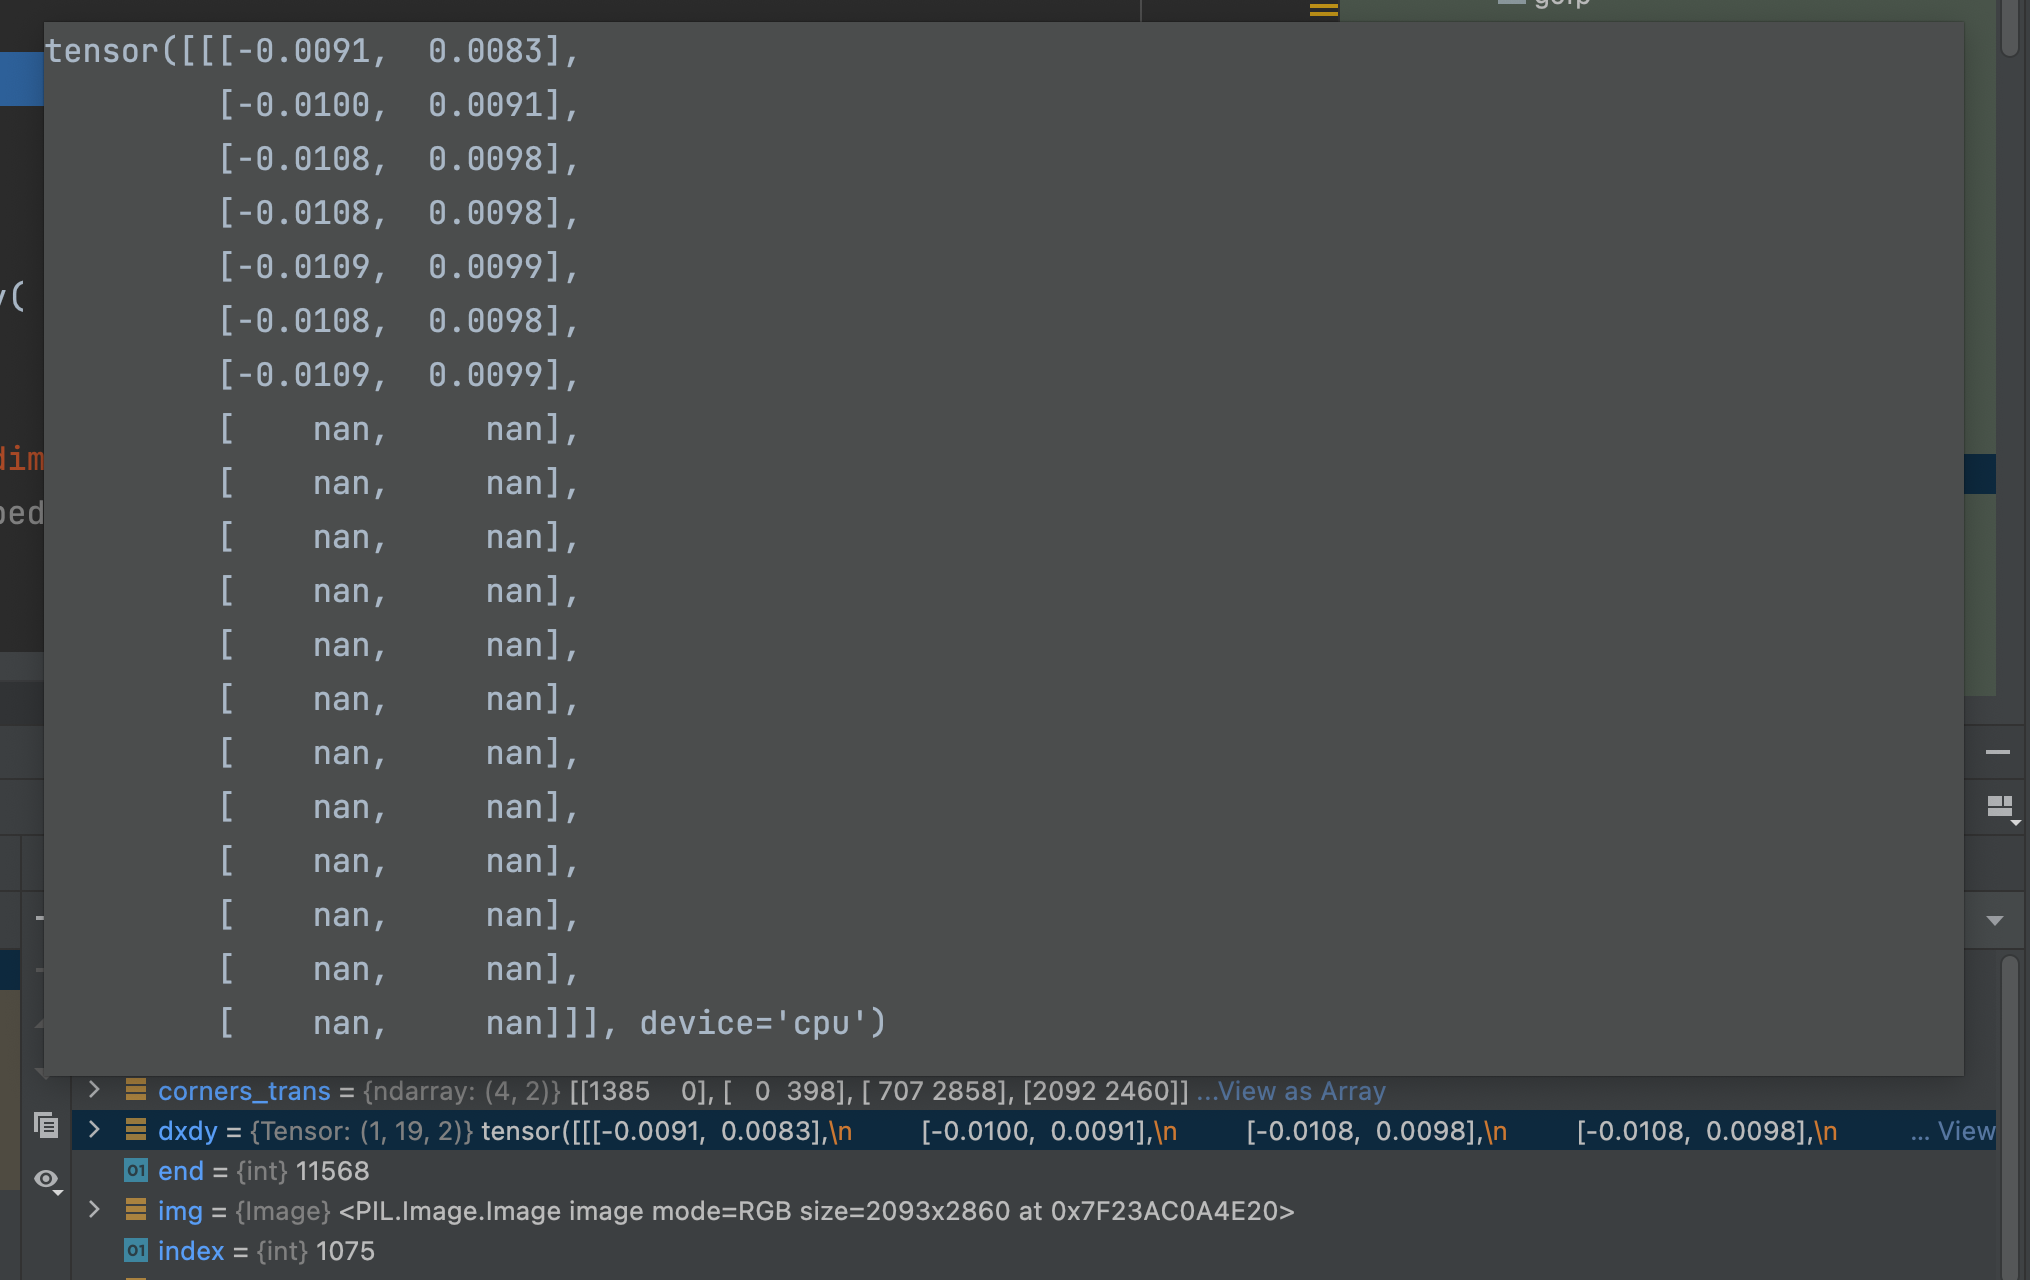 tensor([[[-0.0091,  0.0083],
         [-0.0100,  0.0091],
         [-0.0108,  0.0098],
         [-0.0108,  0.0098],
         [-0.0109,  0.0099],
y(
         [-0.0108,  0.0098],
         [-0.0109,  0.0099],
         [    nan,     nan],
dim
         [    nan,     nan],
         [    nan,     nan],
         [    nan,     nan],
         [    nan,     nan],
         [    nan,     nan],
         [    nan,     nan],
         [    nan,     nan],
         [    nan,     nan],
         [    nan,     nan],
         [    nan,     nan],
         [    nan,     nan]]], device='cpu')
corners_trans = {ndarray: (4, 2)} [[1385    0], [   0  398], [ 707 2858], [2092 2460]] ...View as Array
dxdy = {Tensor: (1, 19, 2)} tensor([[[-0.0091,  0.0083],\n         [-0.0100,  0.0091],\n         [-0.0108,  0.0098],\n         [-0.0108,  0.0098],\n         ... View
01 end = {int} 11568
img = {Image} <PIL.Image.Image image mode=RGB size=2093x2860 at 0x7F23AC0A4E20>
01 index = {int} 1075